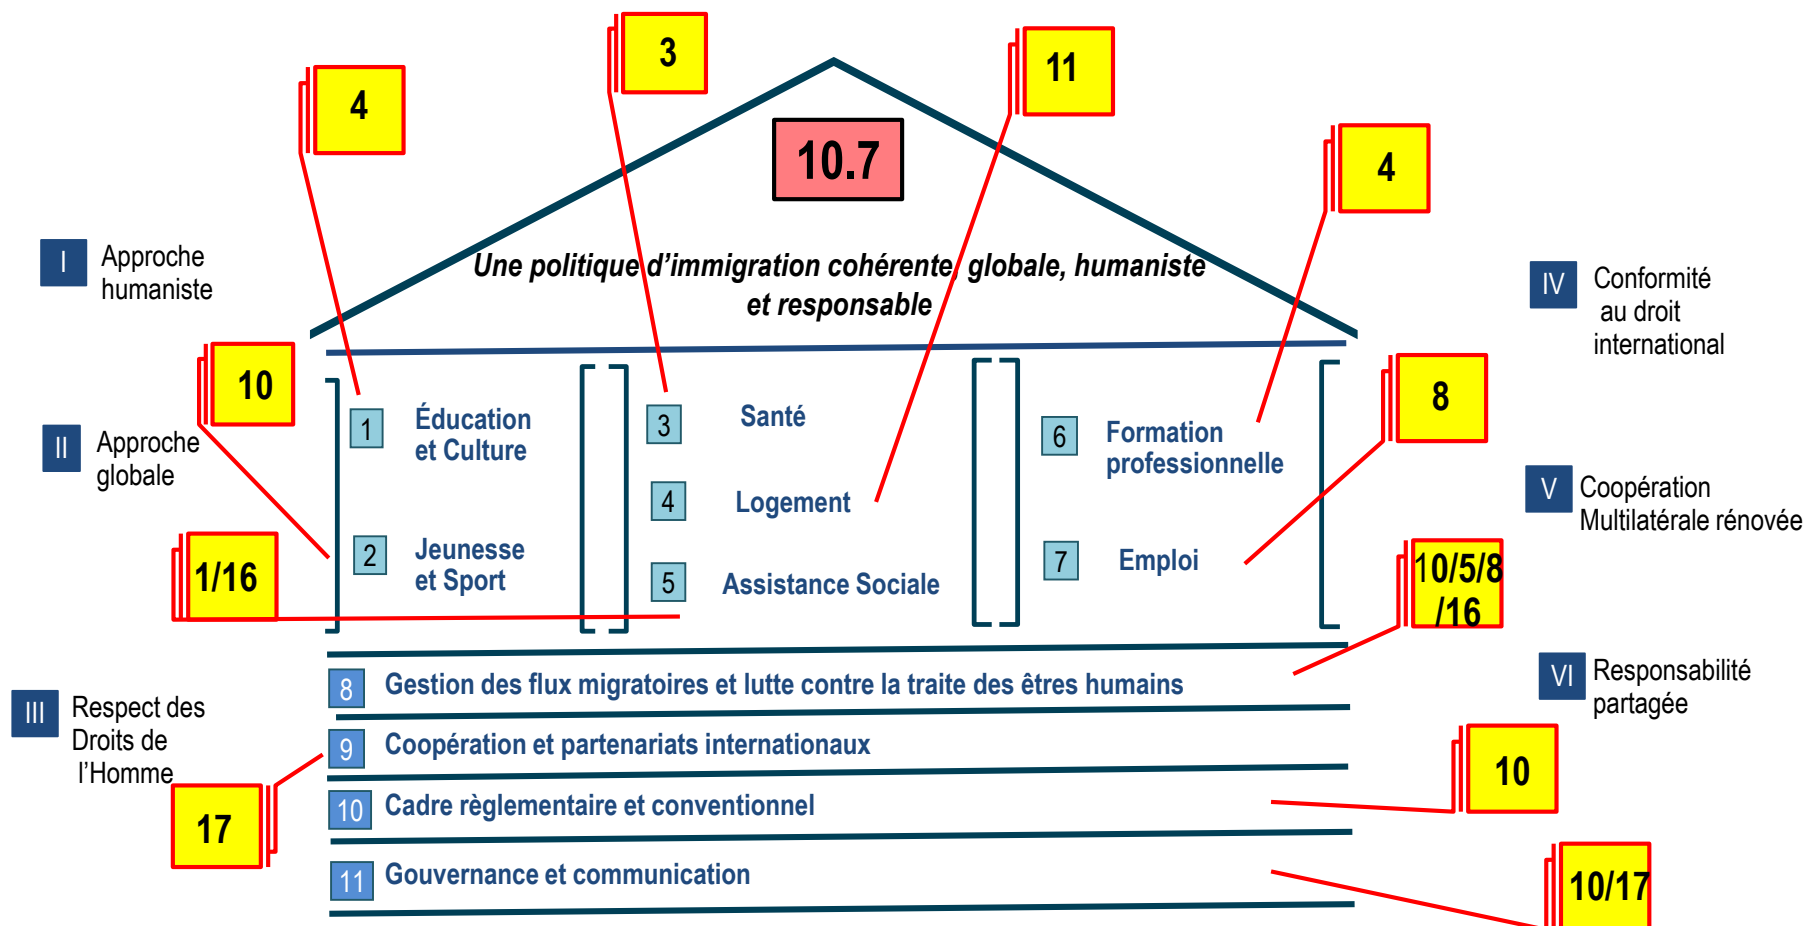 3
11
4
4
10.7
I
Approche
humaniste
Une politique d’immigration cohérente, globale, humaniste
et responsable
IV
Conformité
au droit
international
10
8
1
Éducation
et Culture
3
Santé
6
Formation
professionnelle
II
Approche
globale
4
Logement
V
Coopération
Multilatérale rénovée
2
Jeunesse
et Sport
5
Assistance Sociale
7
Emploi
1/16
10/5/8
/16
8
Gestion des flux migratoires et lutte contre la traite des êtres humains
VI
Responsabilité
partagée
III
Respect des
Droits de
l’Homme
9
Coopération et partenariats internationaux
10
17
10
Cadre règlementaire et conventionnel
11
Gouvernance et communication
10/17